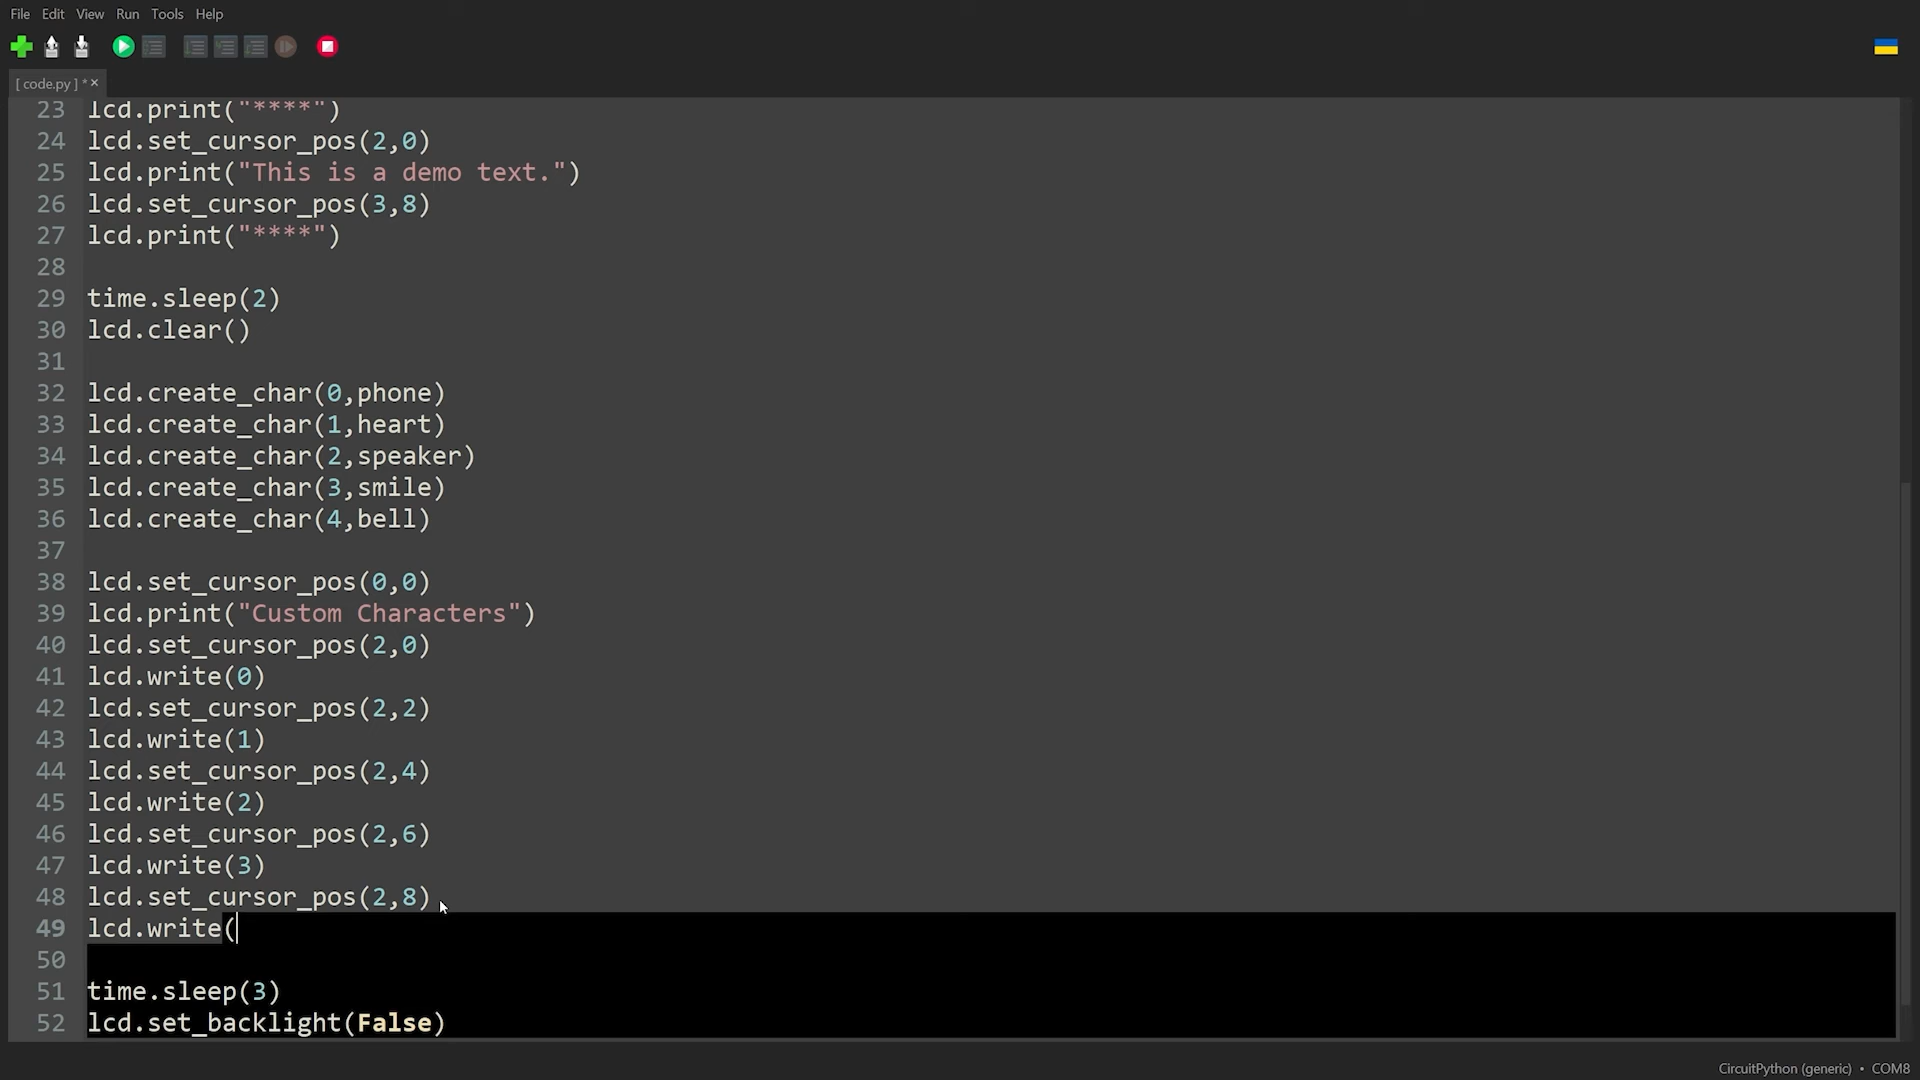 File Edit View Run Tools Help
[ code.py ] * ×
23 lcd.print("****")
24 lcd.set_cursor_pos(2,0)
25 lcd.print("This is a demo text.")
26 lcd.set_cursor_pos(3,8)
27 lcd.print("****")
28
29 time.sleep(2)
30 lcd.clear()
31
32 lcd.create_char(0,phone)
33 lcd.create_char(1,heart)
34 lcd.create_char(2,speaker)
35 lcd.create_char(3,smile)
36 lcd.create_char(4,bell)
37
38 lcd.set_cursor_pos(0,0)
39 lcd.print("Custom Characters")
40 lcd.set_cursor_pos(2,0)
41 lcd.write(0)
42 lcd.set_cursor_pos(2,2)
43 lcd.write(1)
44 lcd.set_cursor_pos(2,4)
45 lcd.write(2)
46 lcd.set_cursor_pos(2,6)
47 lcd.write(3)
48 lcd.set_cursor_pos(2,8)
49 lcd.write(
50
51 time.sleep(3)
52 lcd.set_backlight(False)
CircuitPython (generic) • COM8